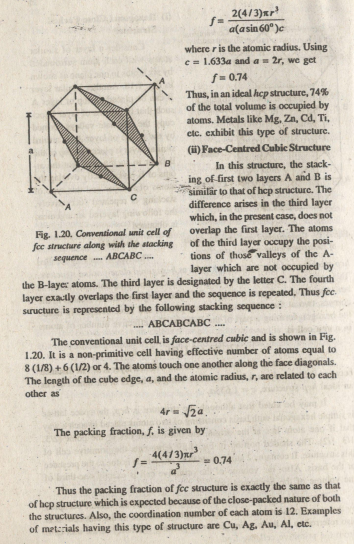 f = 2(4/3)πr³ / a(a sin 60°)c
where r is the atomic radius. Using
c = 1.633a and a = 2r, we get
f = 0.74
Thus, in an ideal hcp structure, 74%
of the total volume is occupied by
atoms. Metals like Mg, Zn, Cd, Ti,
etc. exhibit this type of structure.
(ii) Face-Centred Cubic Structure
In this structure, the stack-
ing of first two layers A and B is
similar to that of hcp structure. The
difference arises in the third layer
which, in the present case, does not
overlap the first layer. The atoms
of the third layer occupy the posi-
tions of those valleys of the A-
layer which are not occupied by
A
a
B
C
A
Fig. 1.20. Conventional unit cell of
fcc structure along with the stacking
sequence .... ABCABC ....
the B-layer atoms. The third layer is designated by the letter C. The fourth
layer exactly overlaps the first layer and the sequence is repeated. Thus fcc
structure is represented by the following stacking sequence :
.... ABCABCABC ....
The conventional unit cell is face-centred cubic and is shown in Fig.
1.20. It is a non-primitive cell having effective number of atoms equal to
8 (1/8) + 6 (1/2) or 4. The atoms touch one another along the face diagonals.
The length of the cube edge, a, and the atomic radius, r, are related to each
other as
4r = √2 a
The packing fraction, f, is given by
f = 4(4/3)πr³ / a³ = 0.74
Thus the packing fraction of fcc structure is exactly the same as that
of hcp structure which is expected because of the close-packed nature of both
the structures. Also, the coordination number of each atom is 12. Examples
of materials having this type of structure are Cu, Ag, Au, Al, etc.